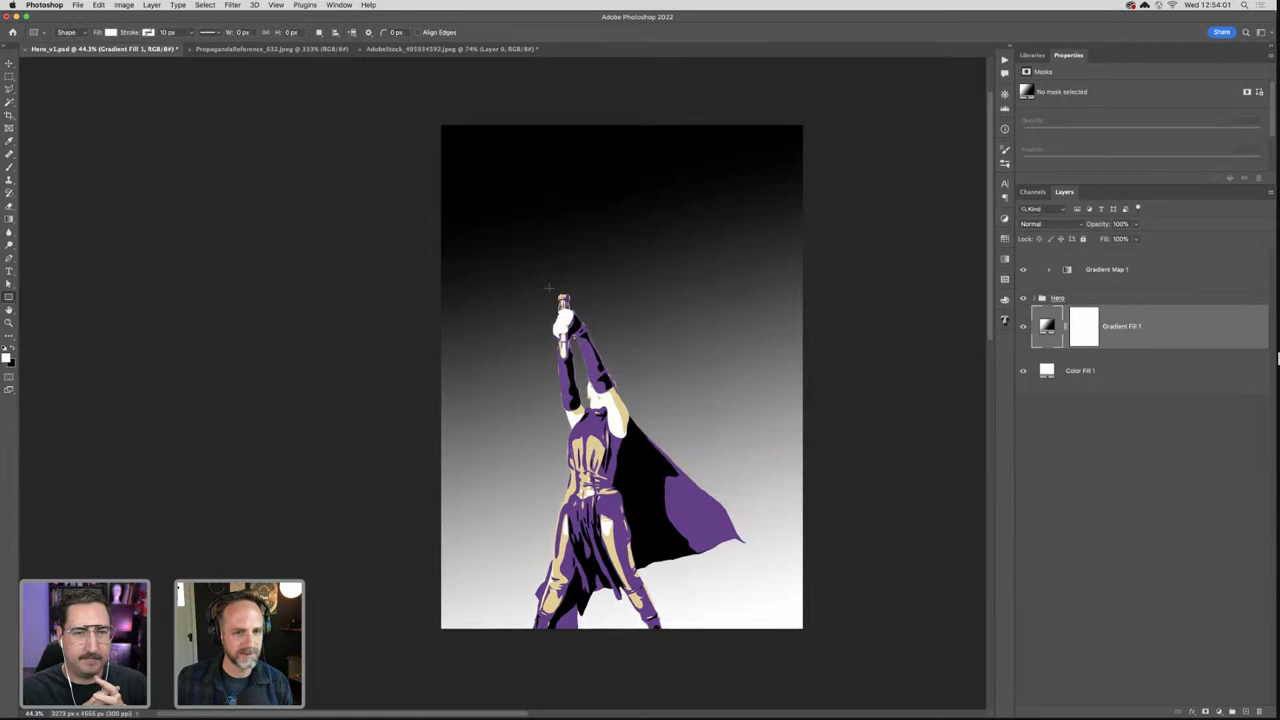 Photoshop File Edit Image Layer Type Select Filter 3D View Plugins Window Help
Wed 12:54:01
Adobe Photoshop 2022
Shape Fill: Stroke: 10 px W: 0 px H: 0 px 0 px Align Edges
Share
Hero_v1.psd @ 44.3% (Gradient Fill 1, RGB/8#) *
PropagandaReference_032.jpeg @ 333% (RGB/8#)
AdobeStock_495934592.jpeg @ 74% (Layer 0, RGB/8#) *
Libraries Properties
Masks
No mask selected
Density:
Feather:
Channels Layers
Kind
Normal Opacity: 100%
Lock: Fill: 100%
Gradient Map 1
Hero
Gradient Fill 1
Color Fill 1
44.3% 3273 px x 4555 px (300 ppi)